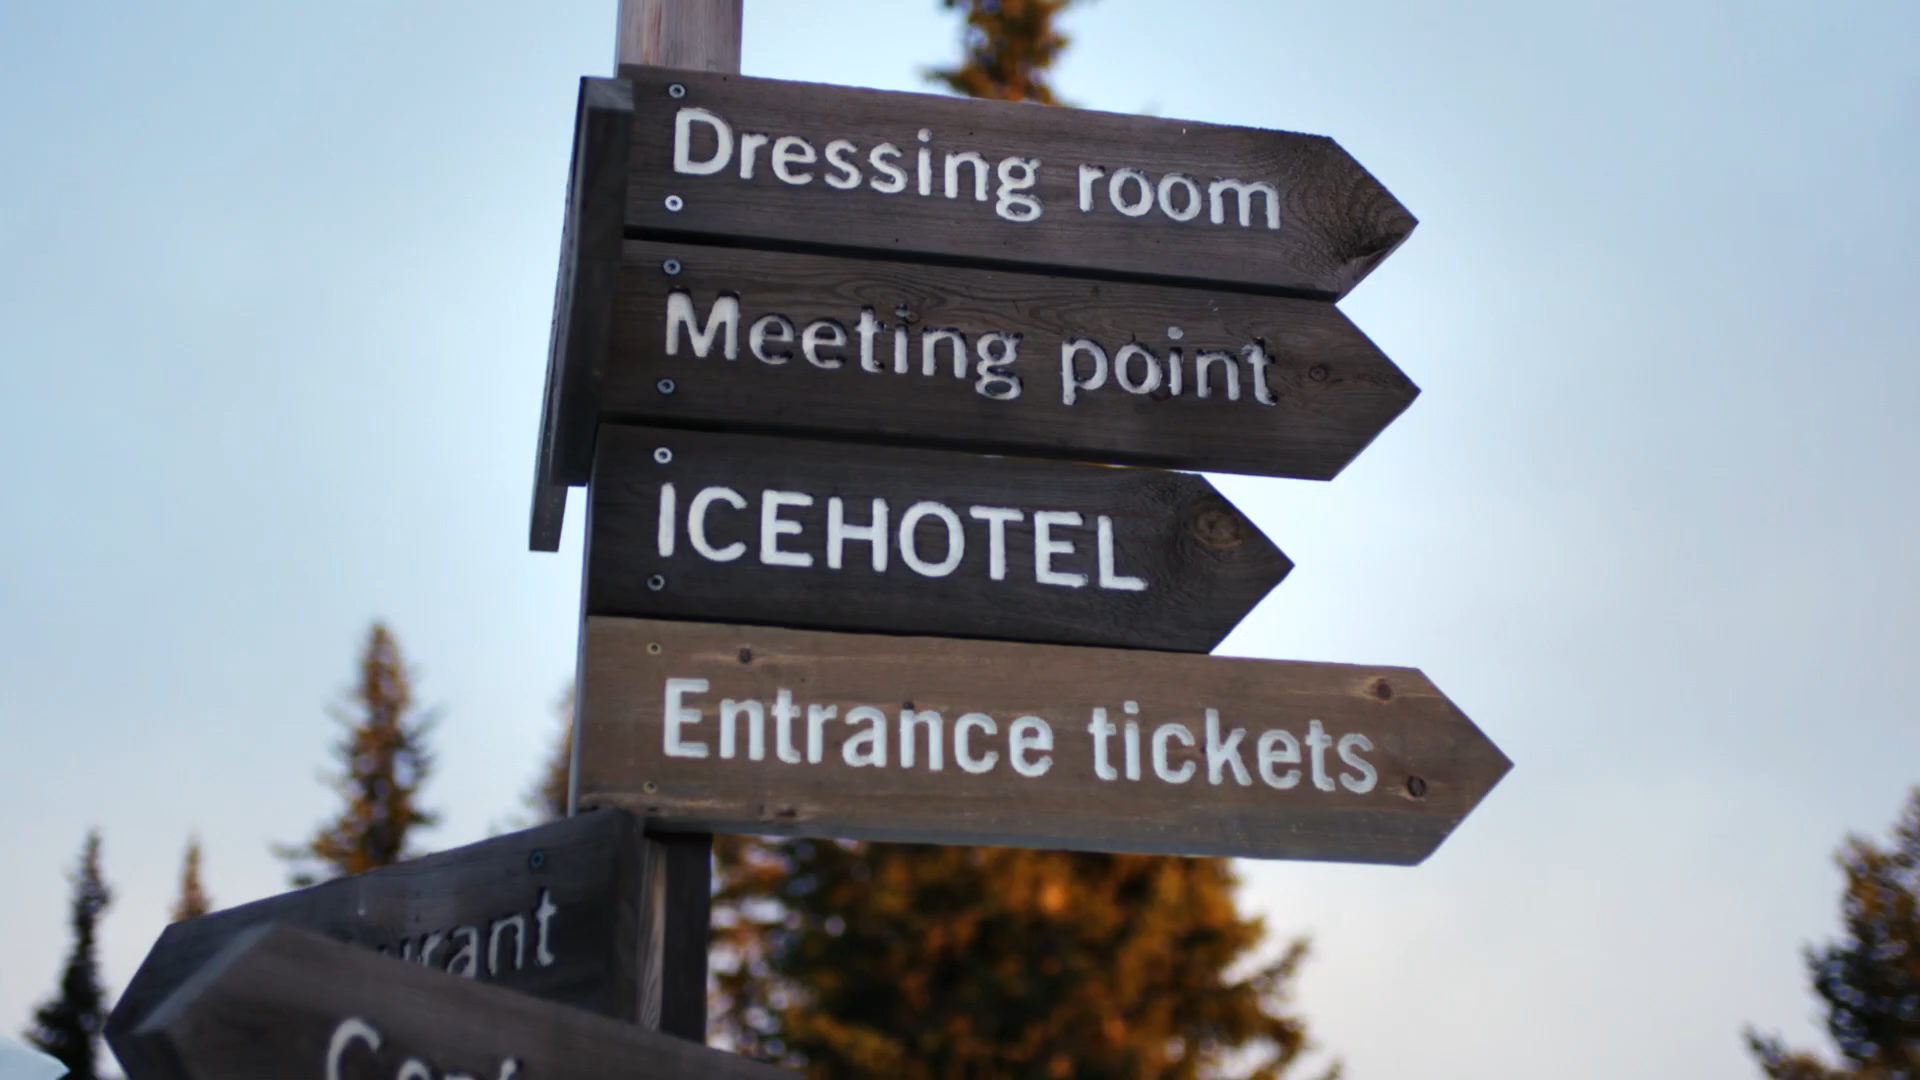 Dressing room
Meeting point
ICEHOTEL
Entrance tickets